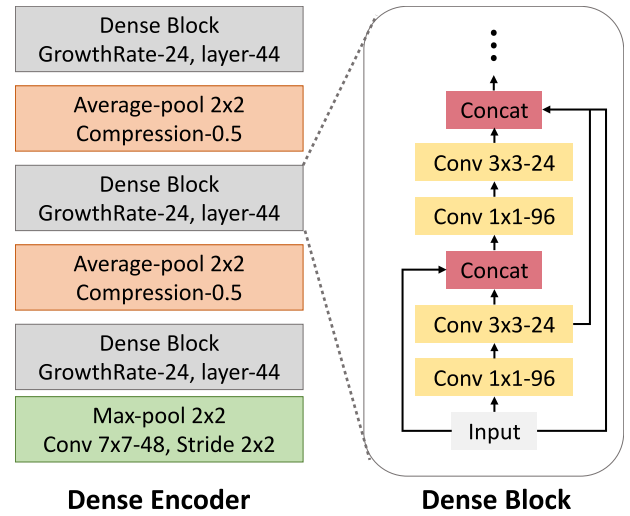 Dense Block
GrowthRate-24, layer-44
Average-pool 2x2
Compression-0.5
Dense Block
GrowthRate-24, layer-44
Average-pool 2x2
Compression-0.5
Dense Block
GrowthRate-24, layer-44
Max-pool 2x2
Conv 7x7-48, Stride 2x2
Dense Encoder
Concat
Conv 3x3-24
Conv 1x1-96
Concat
Conv 3x3-24
Conv 1x1-96
Input
Dense Block